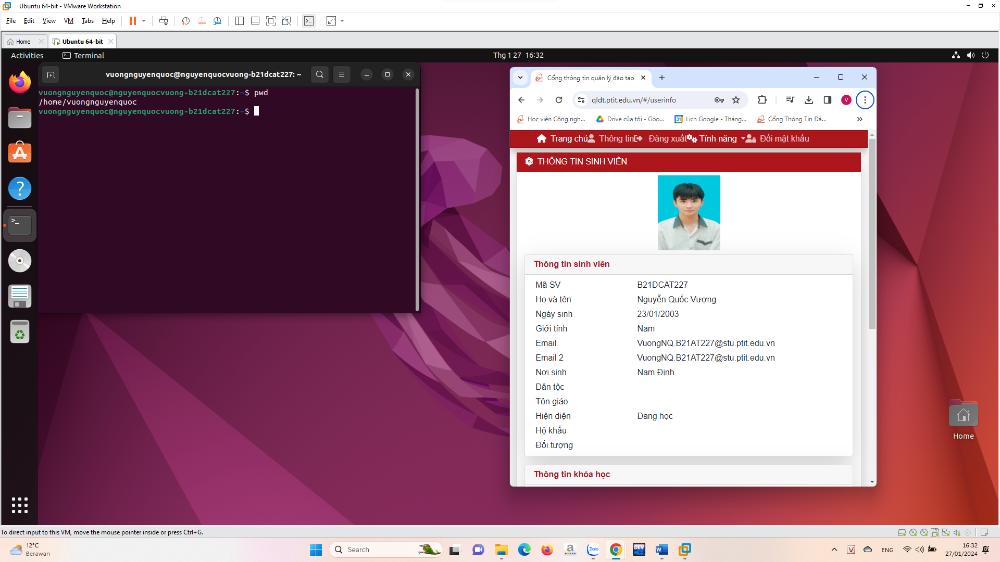 Ubuntu 64-bit - VMware Workstation
File Edit View VM Tabs Help
Home
Ubuntu 64-bit
Activities
Terminal
Thg 1 27 16:32
vuongnguyenquoc@nguyenquocvuong-b21dcat227: ~
vuongnguyenquoc@nguyenquocvuong-b21dcat227:~$ pwd
/home/vuongnguyenquoc
vuongnguyenquoc@nguyenquocvuong-b21dcat227:~$
Cổng thông tin quản lý đào tạo
qldt.ptit.edu.vn/#/userinfo
V
Học viện Công ngh...
Drive của tôi - Goo...
31
Lịch Google - Tháng...
Cổng Thông Tin Đà...
Trang chủ Thông tin Đăng xuất Tính năng Đổi mật khẩu
THÔNG TIN SINH VIÊN
Thông tin sinh viên
Mã SV B21DCAT227
Họ và tên Nguyễn Quốc Vượng
Ngày sinh 23/01/2003
Giới tính Nam
Email VuongNQ.B21AT227@stu.ptit.edu.vn
Email 2 VuongNQ.B21AT227@stu.ptit.edu.vn
Nơi sinh Nam Định
Dân tộc
Tôn giáo
Hiện diện Đang học
Hộ khẩu
Đối tượng
Thông tin khóa học
Home
To direct input to this VM, move the mouse pointer inside or press Ctrl+G.
12°C
Berawan
Search
a
Zalo
DEV
W
V
ENG
16:32
27/01/2024